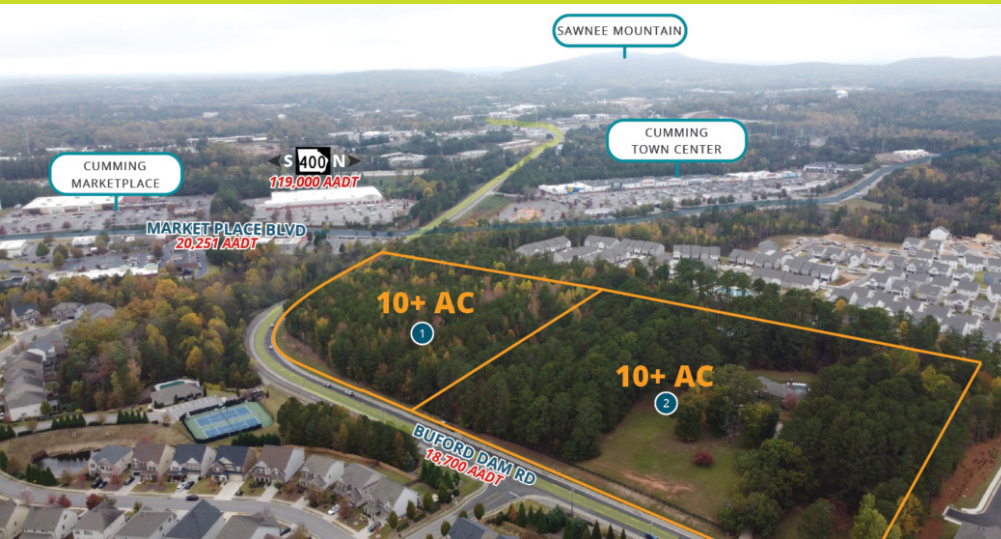 SAWNEE MOUNTAIN
CUMMING
TOWN CENTER
CUMMING
MARKETPLACE
S 400 N
119,000 AADT
MARKET PLACE BLVD
20,251 AADT
10+ AC
1
10+ AC
2
BUFORD DAM RD
18,700 AADT